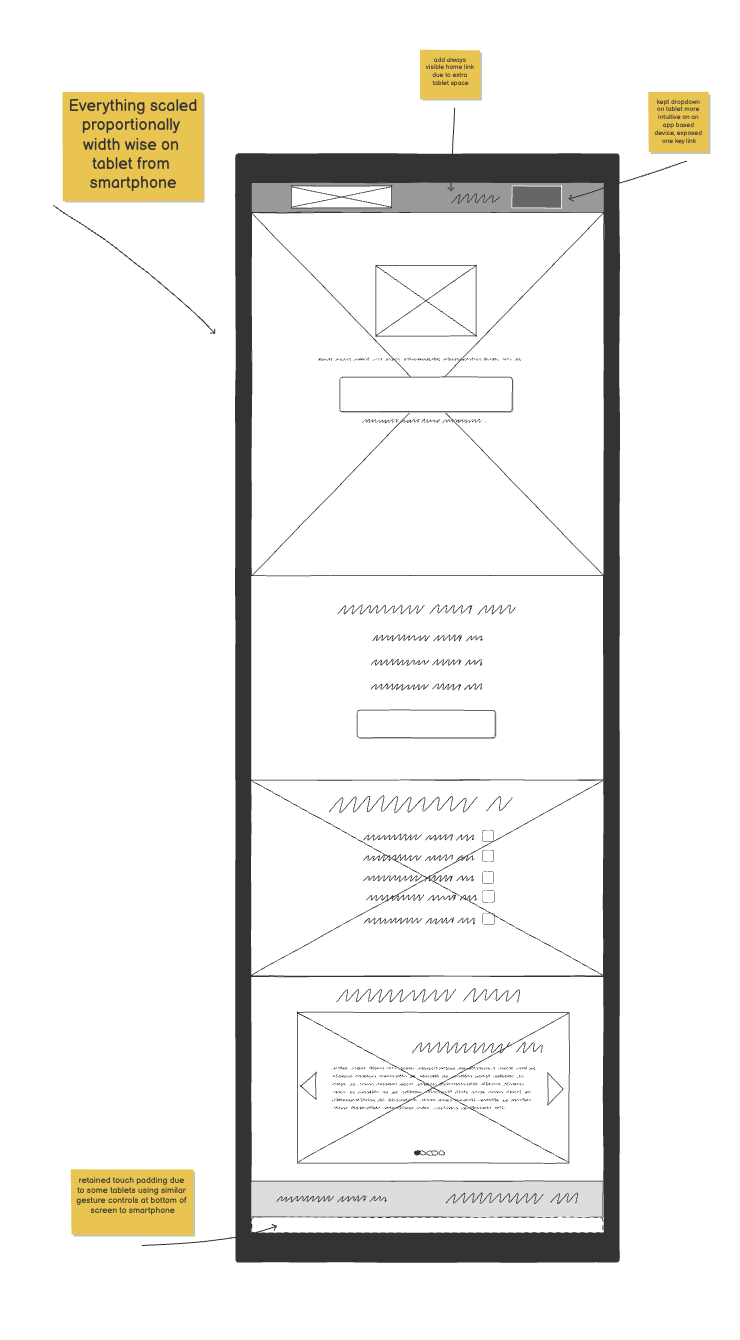 add always
visible home link
due to extra
tablet space
Everything scaled
proportionally
width wise on
tablet from
smartphone
kept dropdown
on tablet more
intuitive on an
app based
device, exposed
one key link
retained touch padding due
to some tablets using similar
gesture controls at bottom of
screen to smartphone